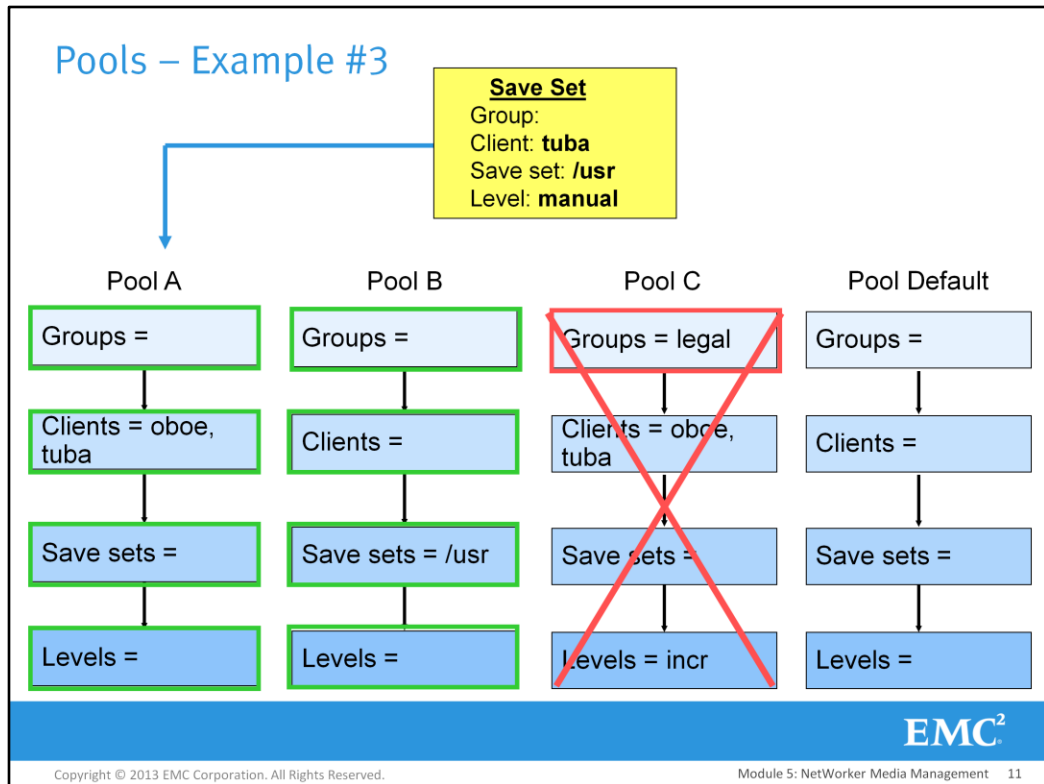 Pools – Example #3
Save Set
Group:
Client: tuba
Save set: /usr
Level: manual
Pool A
Groups =
Clients = oboe,
tuba
Save sets =
Levels =
Pool B
Groups =
Clients =
Save sets = /usr
Levels =
Pool C
Groups = legal
Clients = oboe,
tuba
Save sets =
Levels = incr
Pool Default
Groups =
Clients =
Save sets =
Levels =
EMC²
Copyright © 2013 EMC Corporation. All Rights Reserved.
Module 5: NetWorker Media Management 11